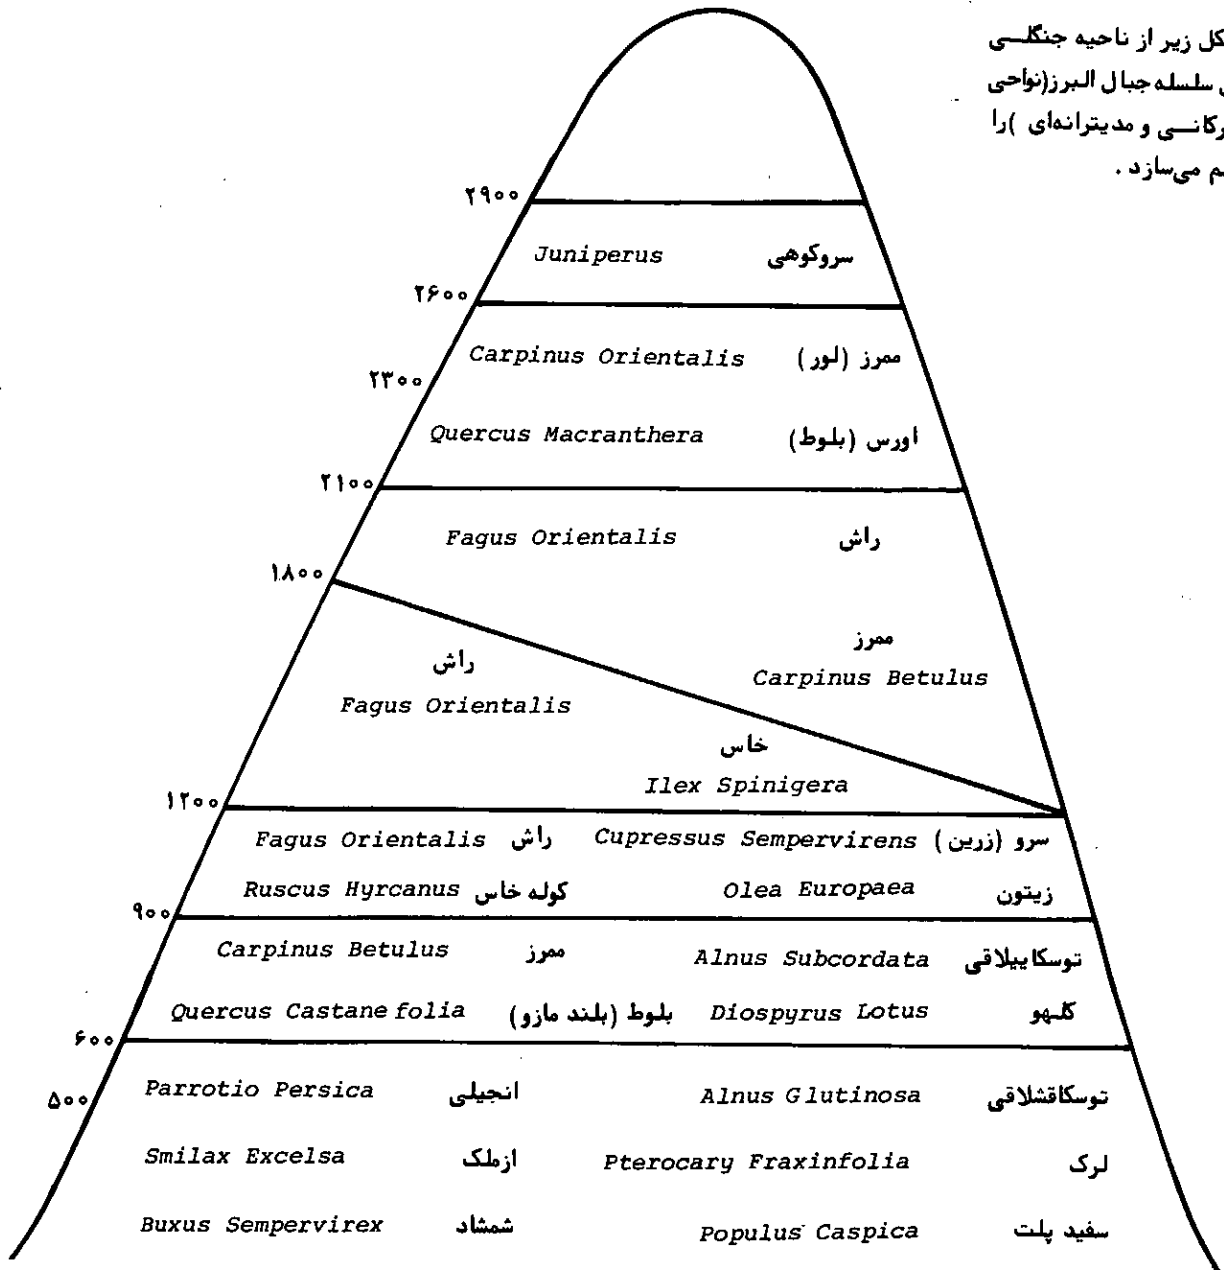 کل زیر از ناحیه جنگلـــی
سلسله جبال البرز(نواحی
رکانـــی و مدیترانه‌ای )را
م می‌سازد .
۲۹۰۰
Juniperus سروکوهی
۲۶۰۰
Carpinus Orientalis ممرز (لور)
۲۳۰۰
Quercus Macranthera اورس (بلوط)
۲۱۰۰
Fagus Orientalis راش
۱۸۰۰
ممرز
Carpinus Betulus
راش
Fagus Orientalis
خاس
Ilex Spinigera
۱۲۰۰
Fagus Orientalis راش Cupressus Sempervirens سرو (زرین)
Ruscus Hyrcanus کوله خاس Olea Europaea زیتون
۹۰۰
Carpinus Betulus ممرز Alnus Subcordata توسکاییلاقی
Quercus Castanefolia بلوط (بلند مازو) Diospyrus Lotus کلهو
۶۰۰
۵۰۰
Parrotio Persica انجیلی Alnus Glutinosa توسکاقشلاقی
Smilax Excelsa ازملک Pterocary Fraxinfolia لرک
Buxus Sempervirex شمشاد Populus Caspica سفید پلت